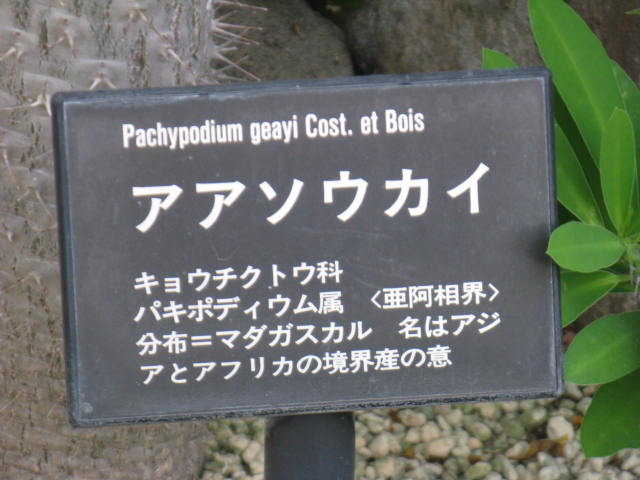 Pachypodium geayi Cost. et Bois
アアソウカイ
キョウチクトウ科
パキポディウム属　〈亜阿相界〉
分布＝マダガスカル　名はアジ
アとアフリカの境界産の意